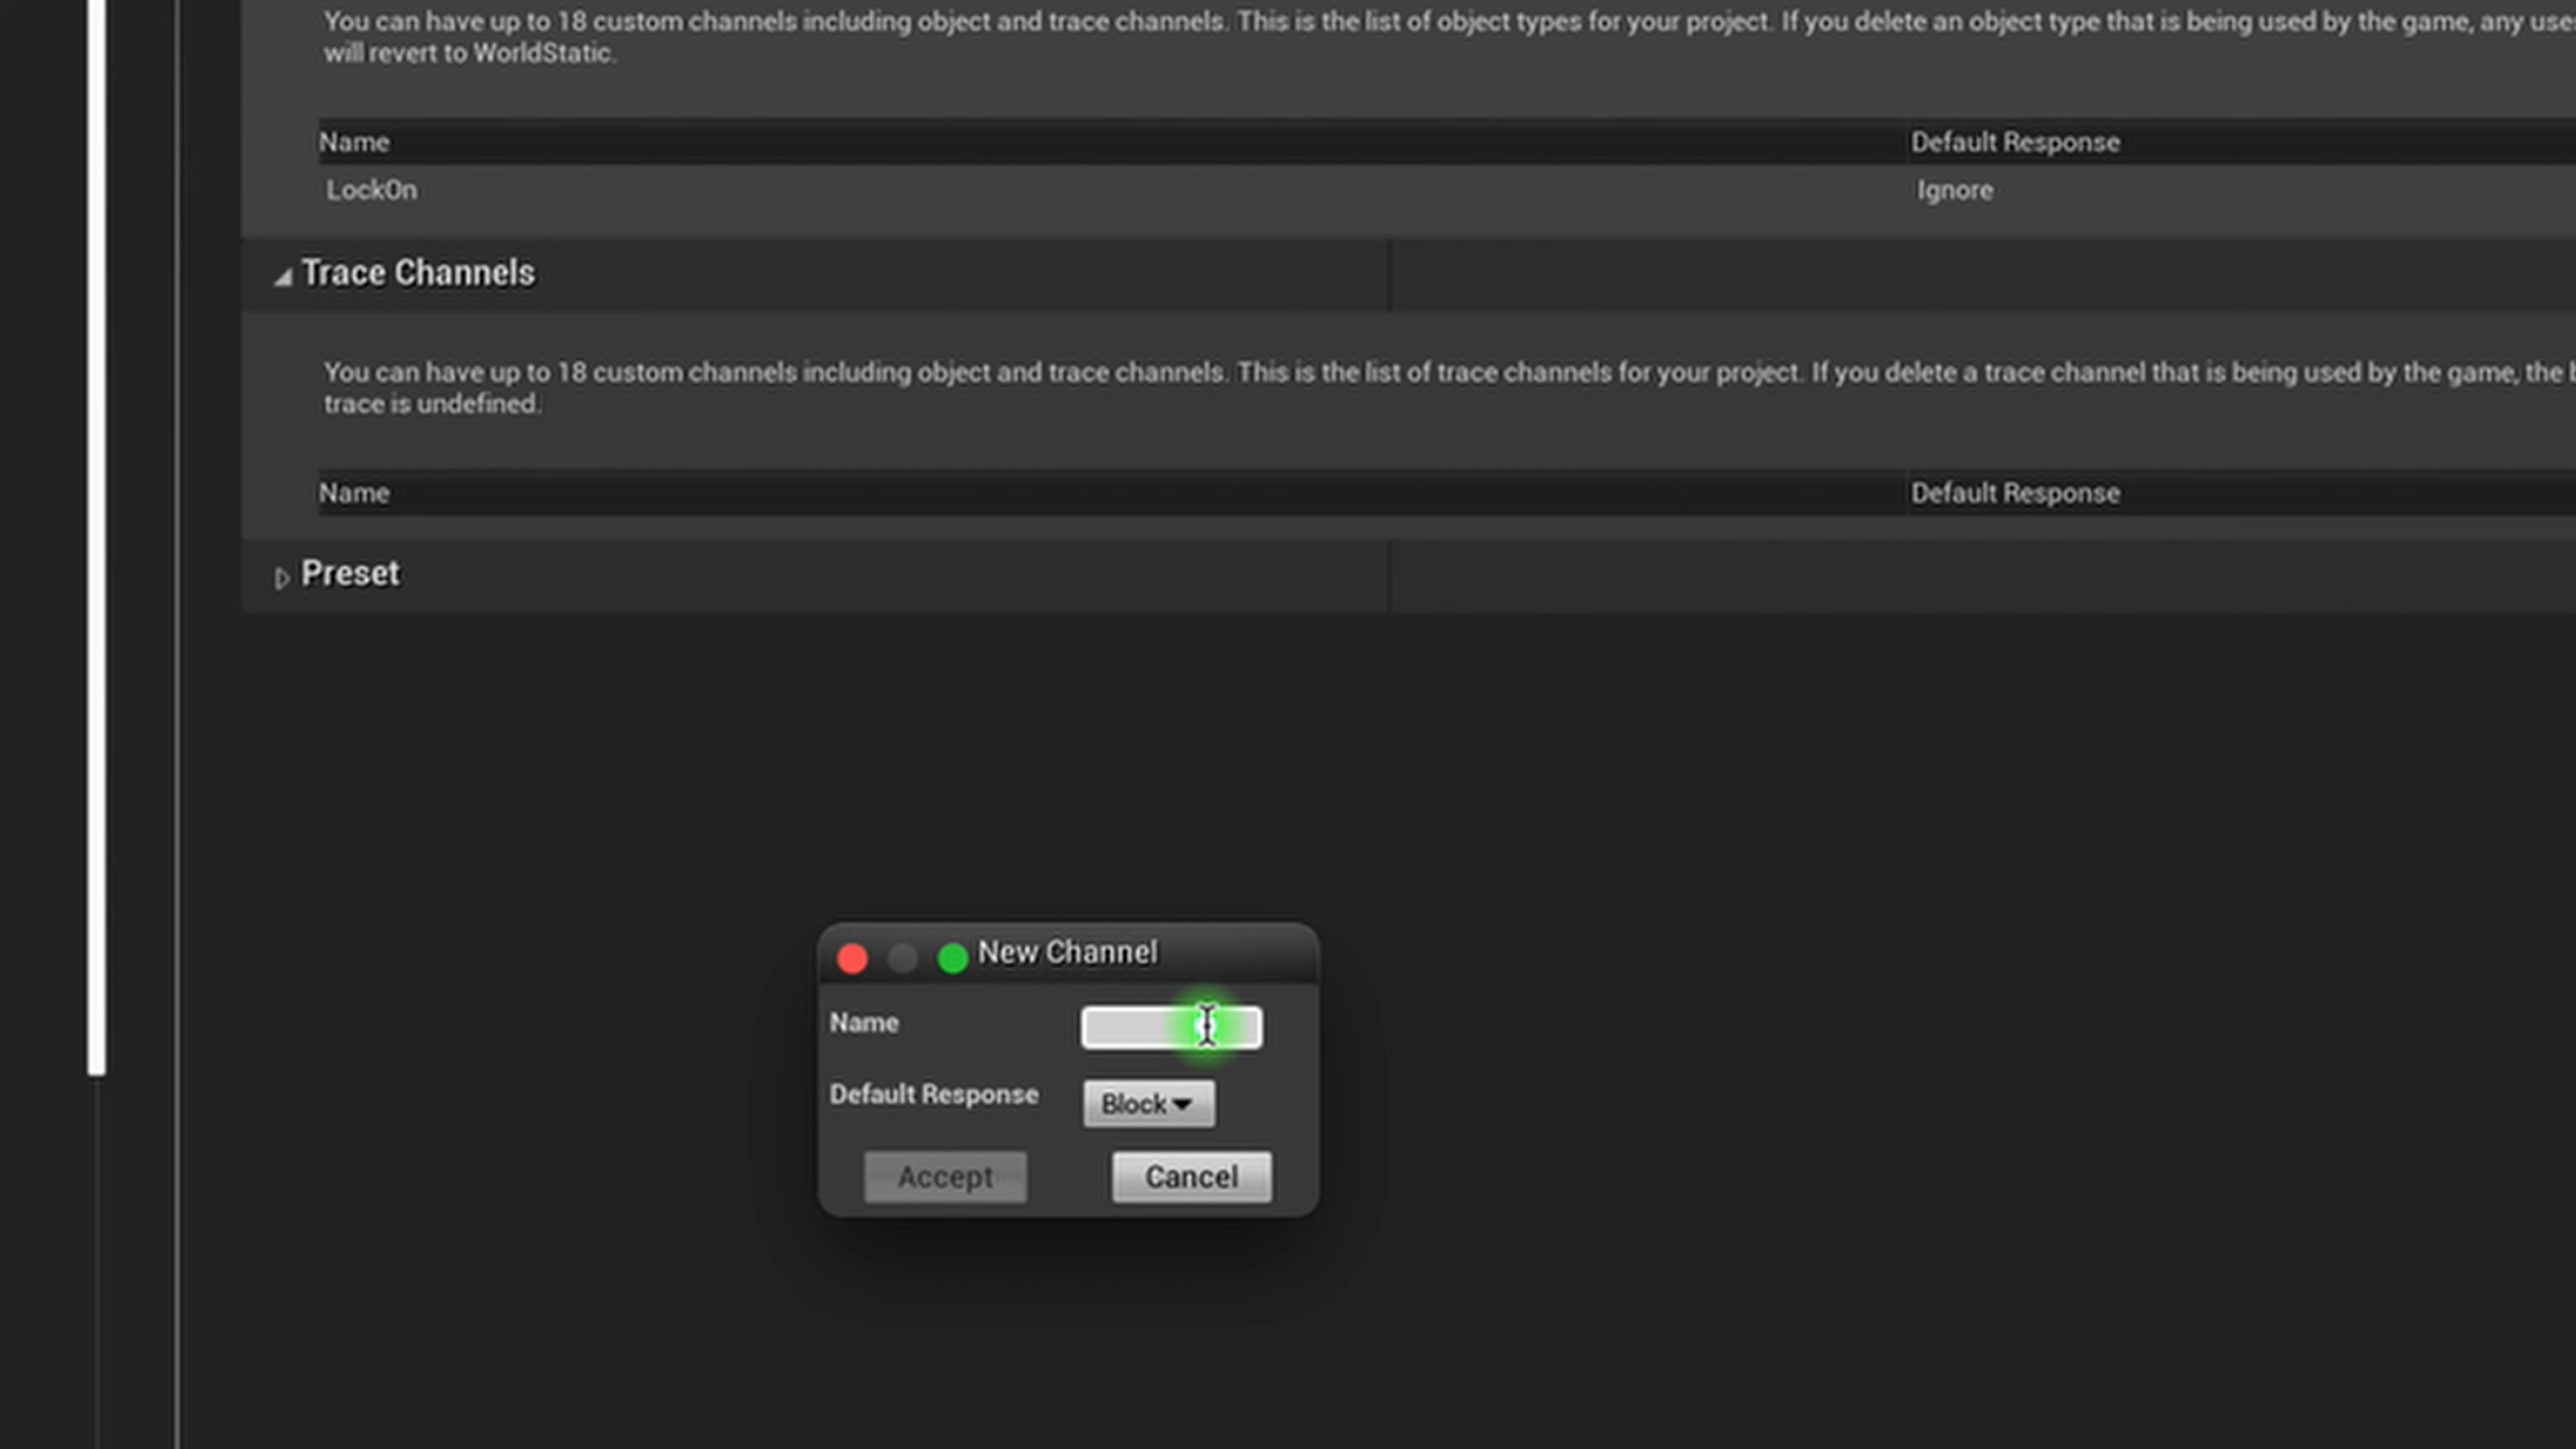 You can have up to 18 custom channels including object and trace channels. This is the list of object types for your project. If you delete an object type that is being used by the game, any
will revert to WorldStatic.
Name Default Response
LockOn Ignore
Trace Channels
You can have up to 18 custom channels including object and trace channels. This is the list of trace channels for your project. If you delete a trace channel that is being used by the game, the
trace is undefined.
Name Default Response
Preset
New Channel
Name
Default Response Block
Accept Cancel